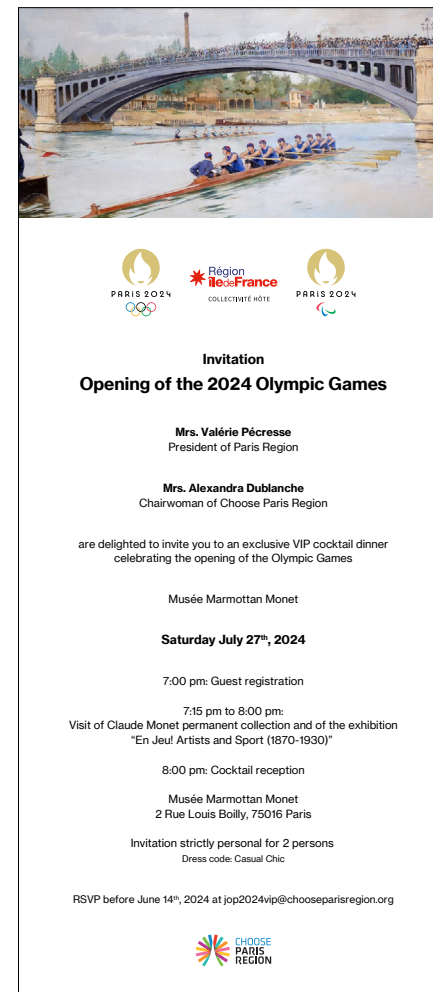 PARIS 2024
Région
îledeFrance
COLLECTIVITÉ HÔTE
PARIS 2024
Invitation
Opening of the 2024 Olympic Games
Mrs. Valérie Pécresse
President of Paris Region
Mrs. Alexandra Dublanche
Chairwoman of Choose Paris Region
are delighted to invite you to an exclusive VIP cocktail dinner
celebrating the opening of the Olympic Games
Musée Marmottan Monet
Saturday July 27th, 2024
7:00 pm: Guest registration
7:15 pm to 8:00 pm:
Visit of Claude Monet permanent collection and of the exhibition
“En Jeu! Artists and Sport (1870-1930)”
8:00 pm: Cocktail reception
Musée Marmottan Monet
2 Rue Louis Boilly, 75016 Paris
Invitation strictly personal for 2 persons
Dress code: Casual Chic
RSVP before June 14th, 2024 at jop2024vip@chooseparisregion.org
CHOOSE
PARIS
REGION